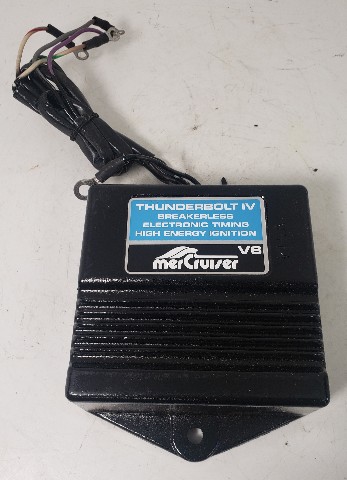 THUNDERBOLT IV
BREAKERLESS
ELECTRONIC TIMING
HIGH ENERGY IGNITION
V8
merCruiser